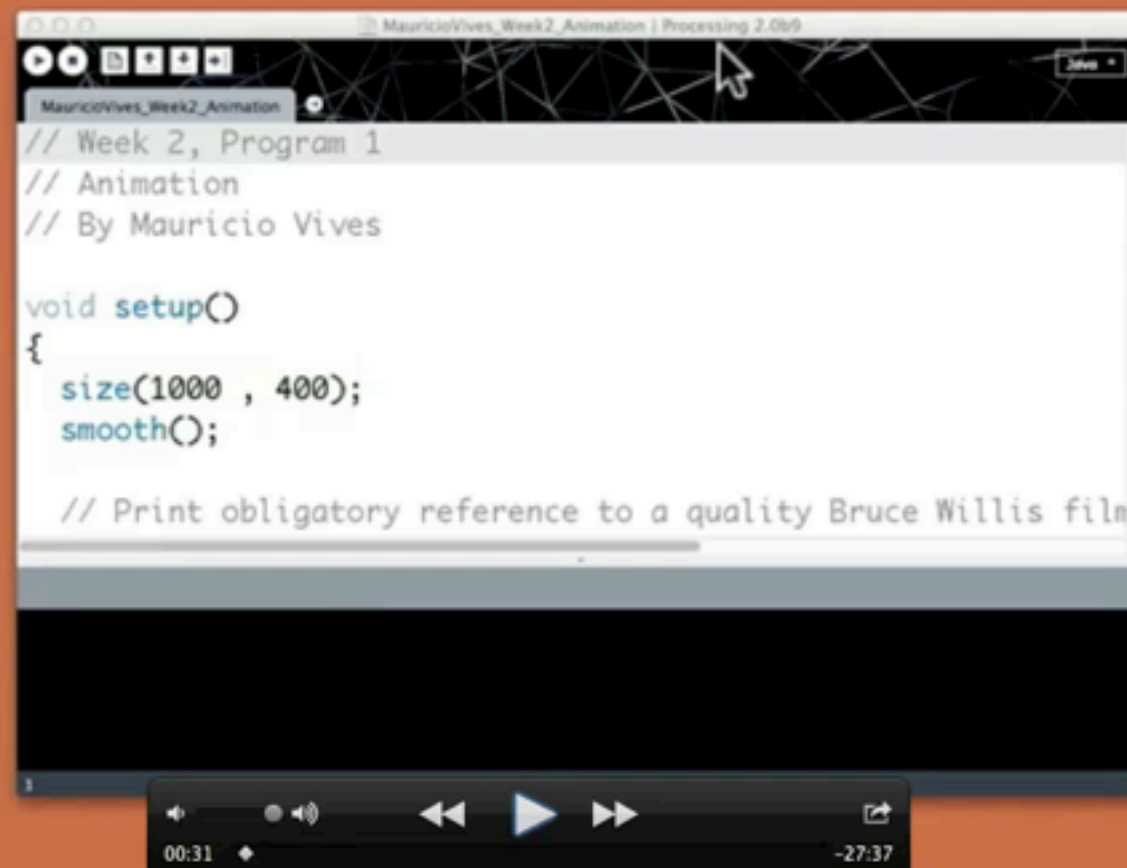 MauricioVives_Week2_Animation | Processing 2.0b9
Java
MauricioVives_Week2_Animation
// Week 2, Program 1
// Animation
// By Mauricio Vives
void setup()
{
size(1000 , 400);
smooth();
// Print obligatory reference to a quality Bruce Willis film
1
00:31
-27:37